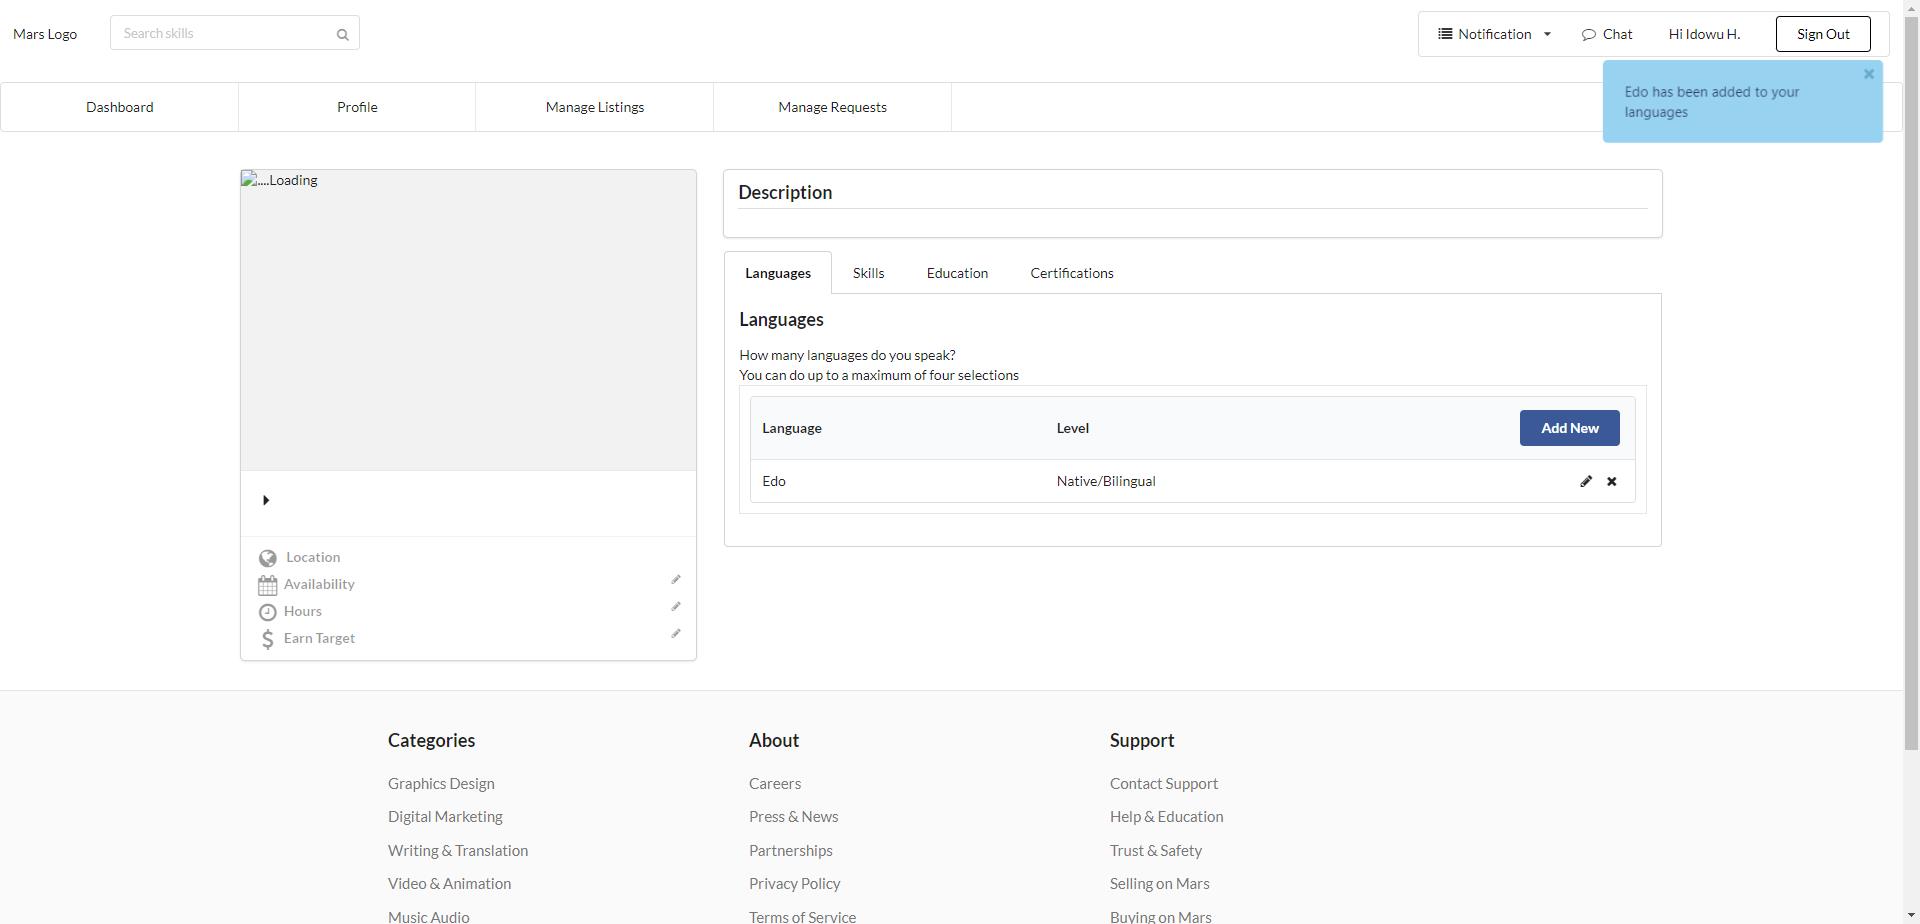 Mars Logo
Search skills
Notification
Chat
Hi Idowu H.
Sign Out
Edo has been added to your
languages
Dashboard
Profile
Manage Listings
Manage Requests
....Loading
Location
Availability
Hours
Earn Target
Description
Languages
Skills
Education
Certifications
Languages
How many languages do you speak?
You can do up to a maximum of four selections
Language
Level
Add New
Edo
Native/Bilingual
Categories
Graphics Design
Digital Marketing
Writing & Translation
Video & Animation
Music Audio
About
Careers
Press & News
Partnerships
Privacy Policy
Terms of Service
Support
Contact Support
Help & Education
Trust & Safety
Selling on Mars
Buying on Mars